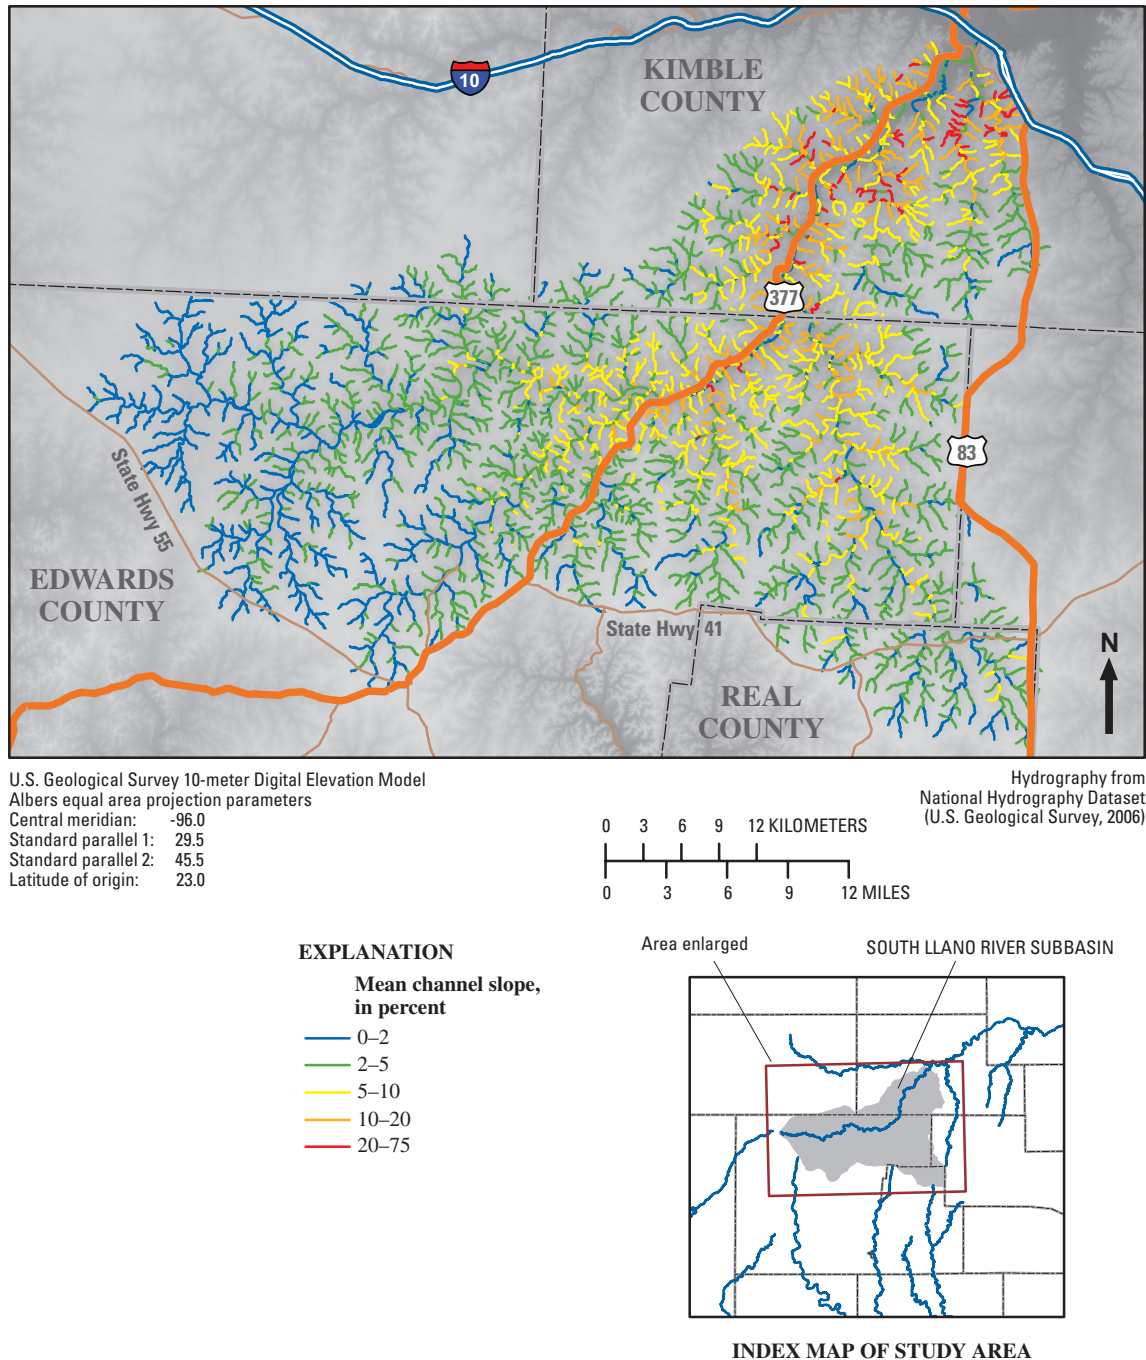 10
KIMBLE
COUNTY
377
83
State Hwy 55
EDWARDS
COUNTY
State Hwy 41
REAL
COUNTY
N
U.S. Geological Survey 10-meter Digital Elevation Model
Albers equal area projection parameters
Central meridian: -96.0
Standard parallel 1: 29.5
Standard parallel 2: 45.5
Latitude of origin: 23.0
Hydrography from
National Hydrography Dataset
(U.S. Geological Survey, 2006)
0 3 6 9 12 KILOMETERS
0 3 6 9 12 MILES
EXPLANATION
Mean channel slope,
in percent
0–2
2–5
5–10
10–20
20–75
Area enlarged
SOUTH LLANO RIVER SUBBASIN
INDEX MAP OF STUDY AREA